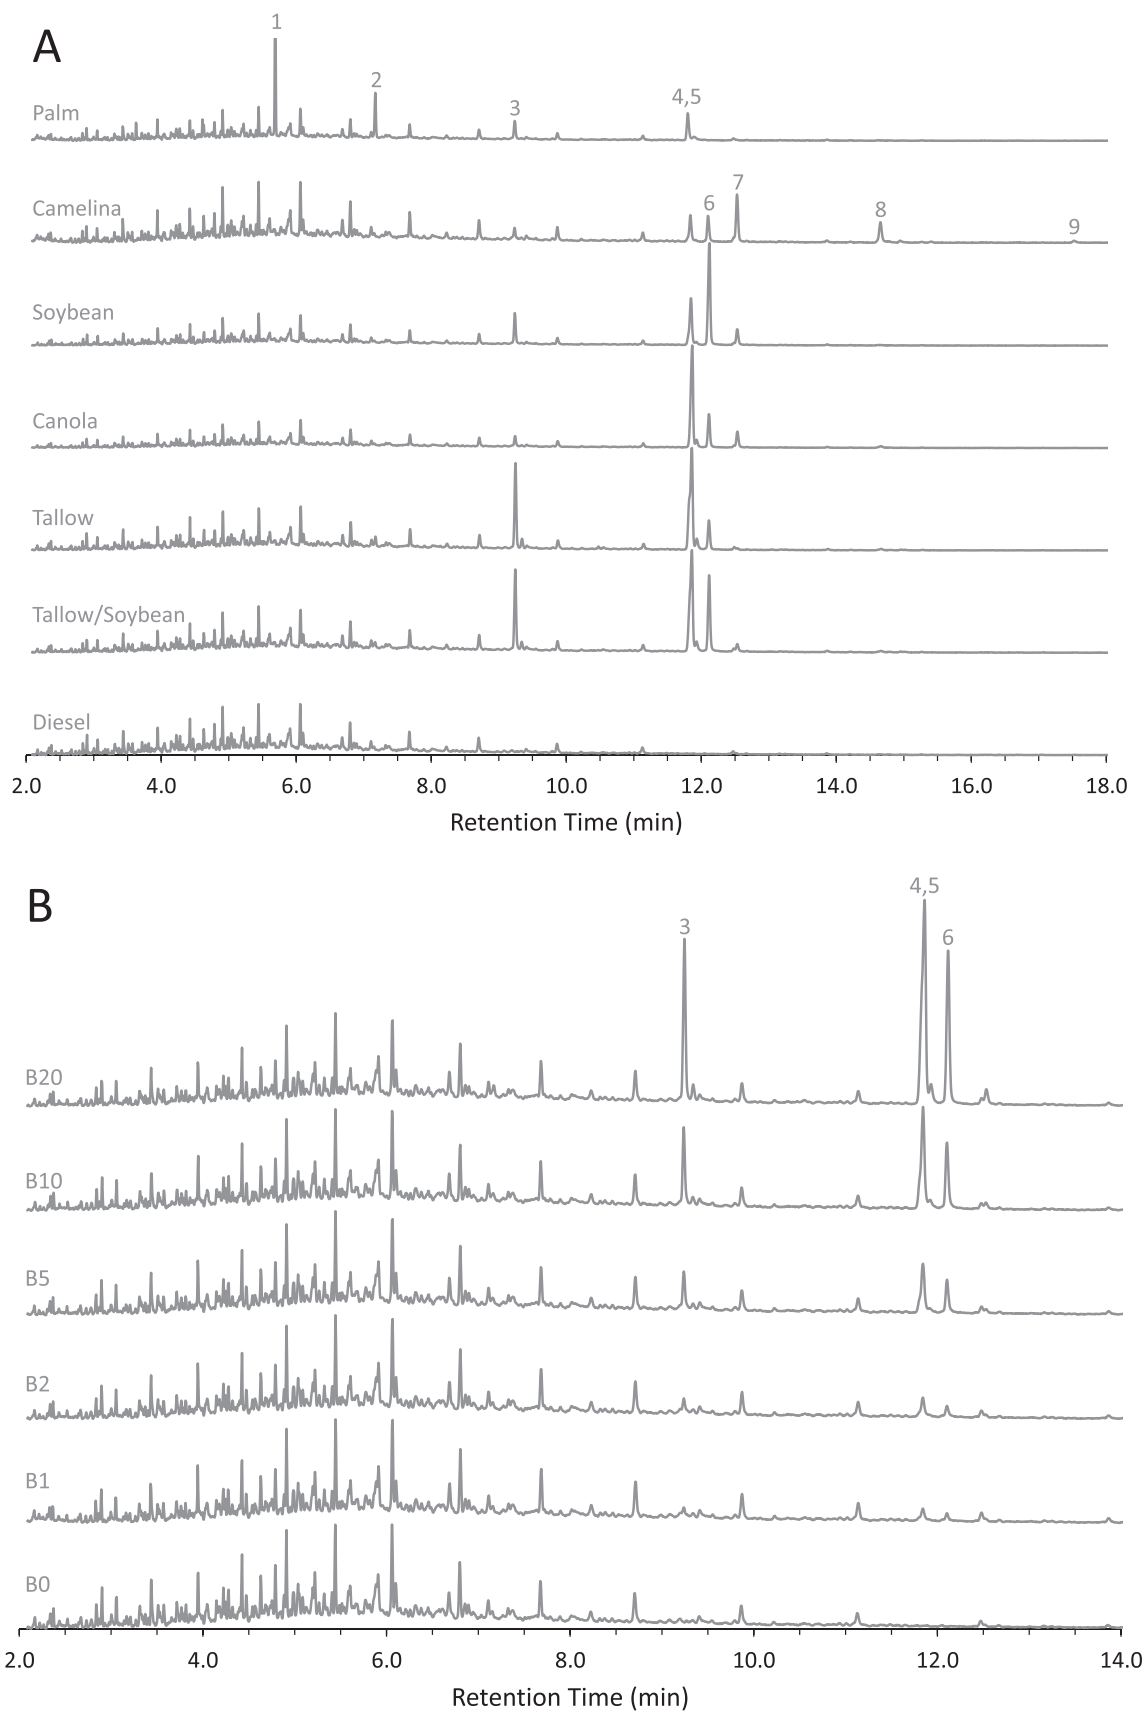 A
1
2
3
4,5
Palm
Camelina
6
7
8
9
Soybean
Canola
Tallow
Tallow/Soybean
Diesel
2.0 4.0 6.0 8.0 10.0 12.0 14.0 16.0 18.0
Retention Time (min)
B
3
4,5
6
B20
B10
B5
B2
B1
B0
2.0 4.0 6.0 8.0 10.0 12.0 14.0
Retention Time (min)